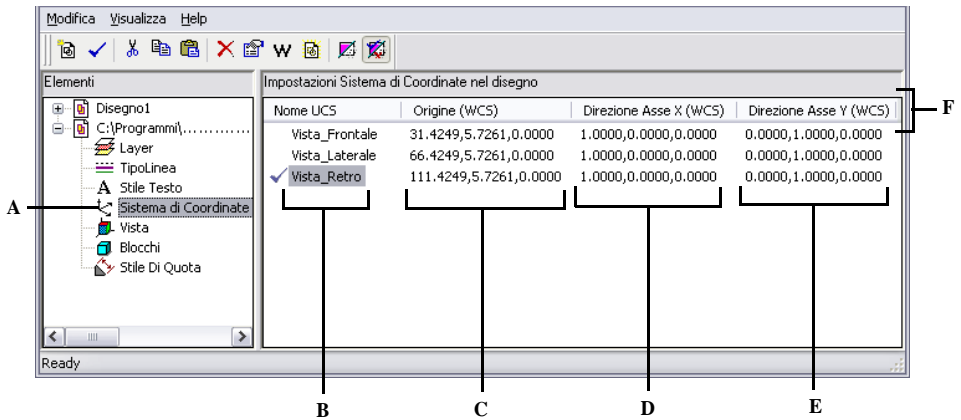 Modifica Visualizza Help
Elementi
Impostazioni Sistema di Coordinate nel disegno
Disegno1
C:\Programmi\..............
Layer
TipoLinea
A Stile Testo
Sistema di Coordinate
Vista
Blocchi
Stile Di Quota
Nome UCS Origine (WCS) Direzione Asse X (WCS) Direzione Asse Y (WCS)
Vista_Frontale 31.4249,5.7261,0.0000 1.0000,0.0000,0.0000 0.0000,1.0000,0.0000
Vista_Laterale 66.4249,5.7261,0.0000 1.0000,0.0000,0.0000 0.0000,1.0000,0.0000
Vista_Retro 111.4249,5.7261,0.0000 1.0000,0.0000,0.0000 0.0000,1.0000,0.0000
F
A
Ready
B C D E